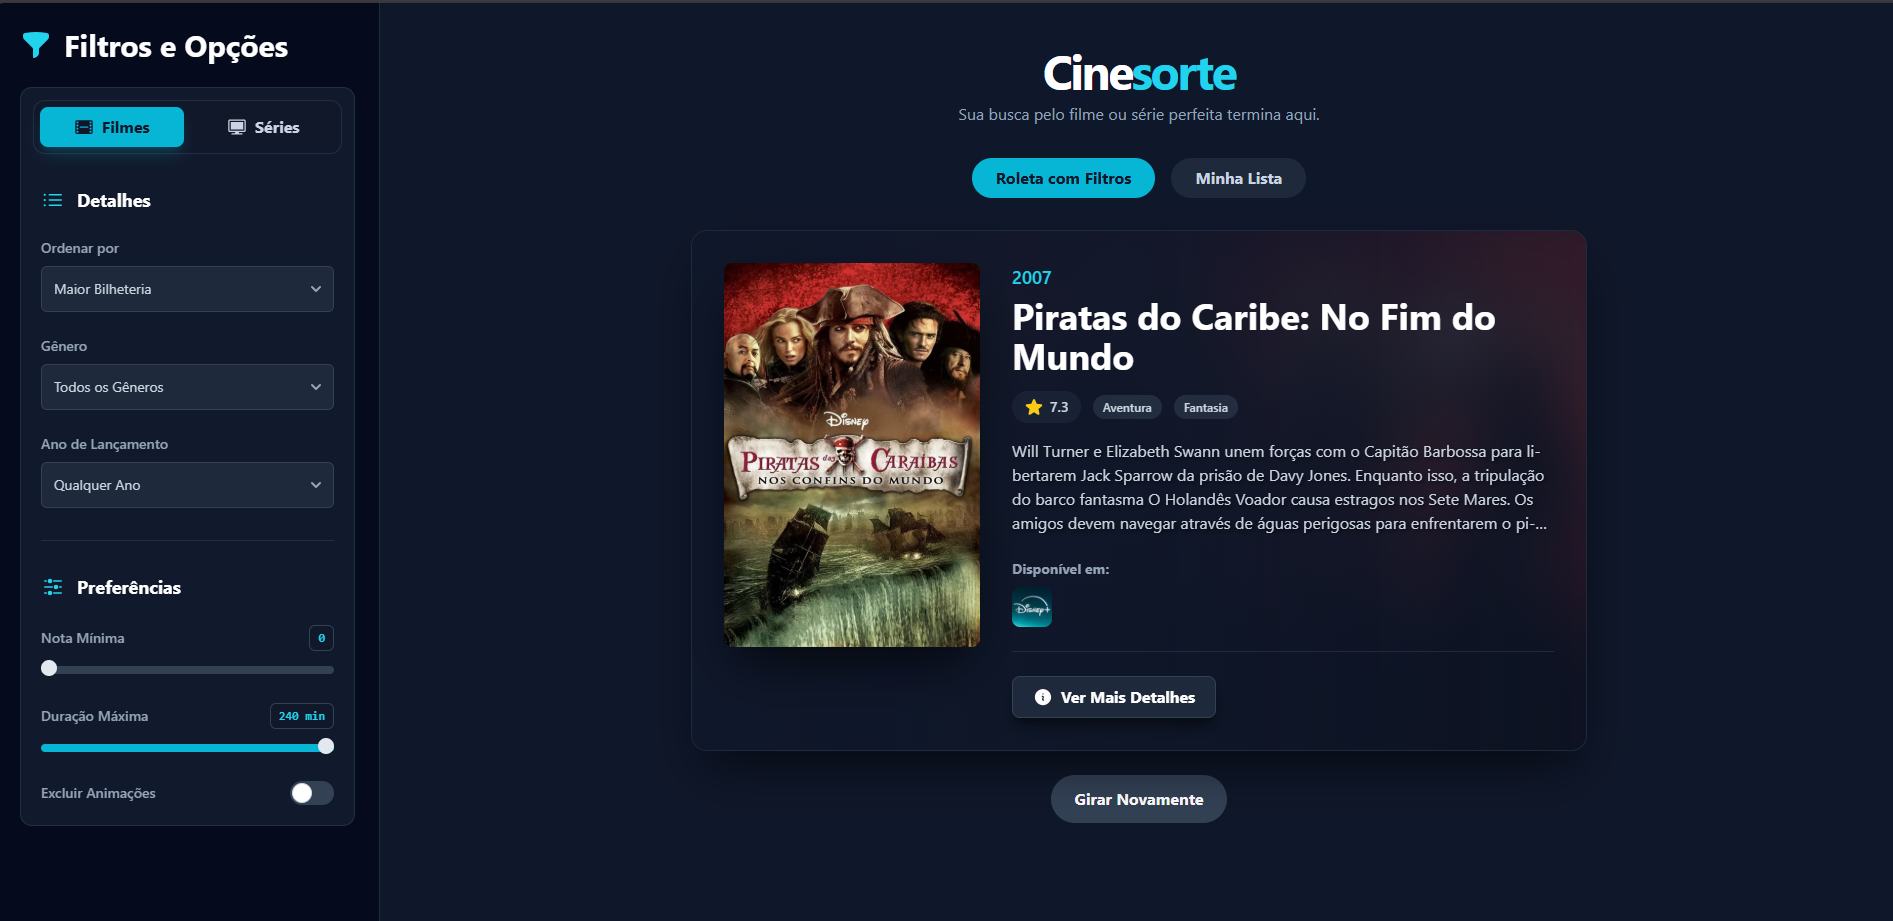 Filtros e Opções
Filmes
Séries
Detalhes
Ordenar por
Maior Bilheteria
Gênero
Todos os Gêneros
Ano de Lançamento
Qualquer Ano
Preferências
Nota Mínima
0
Duração Máxima
240 min
Excluir Animações
Cinesorte
Sua busca pelo filme ou série perfeita termina aqui.
Roleta com Filtros
Minha Lista
DISNEY
PIRATAS das CARAÍBAS
NOS CONFINS DO MUNDO
2007
Piratas do Caribe: No Fim do
Mundo
7.3
Aventura
Fantasia
Will Turner e Elizabeth Swann unem forças com o Capitão Barbossa para li-
bertarem Jack Sparrow da prisão de Davy Jones. Enquanto isso, a tripulação
do barco fantasma O Holandês Voador causa estragos nos Sete Mares. Os
amigos devem navegar através de águas perigosas para enfrentarem o pi-...
Disponível em:
Disney+
Ver Mais Detalhes
Girar Novamente